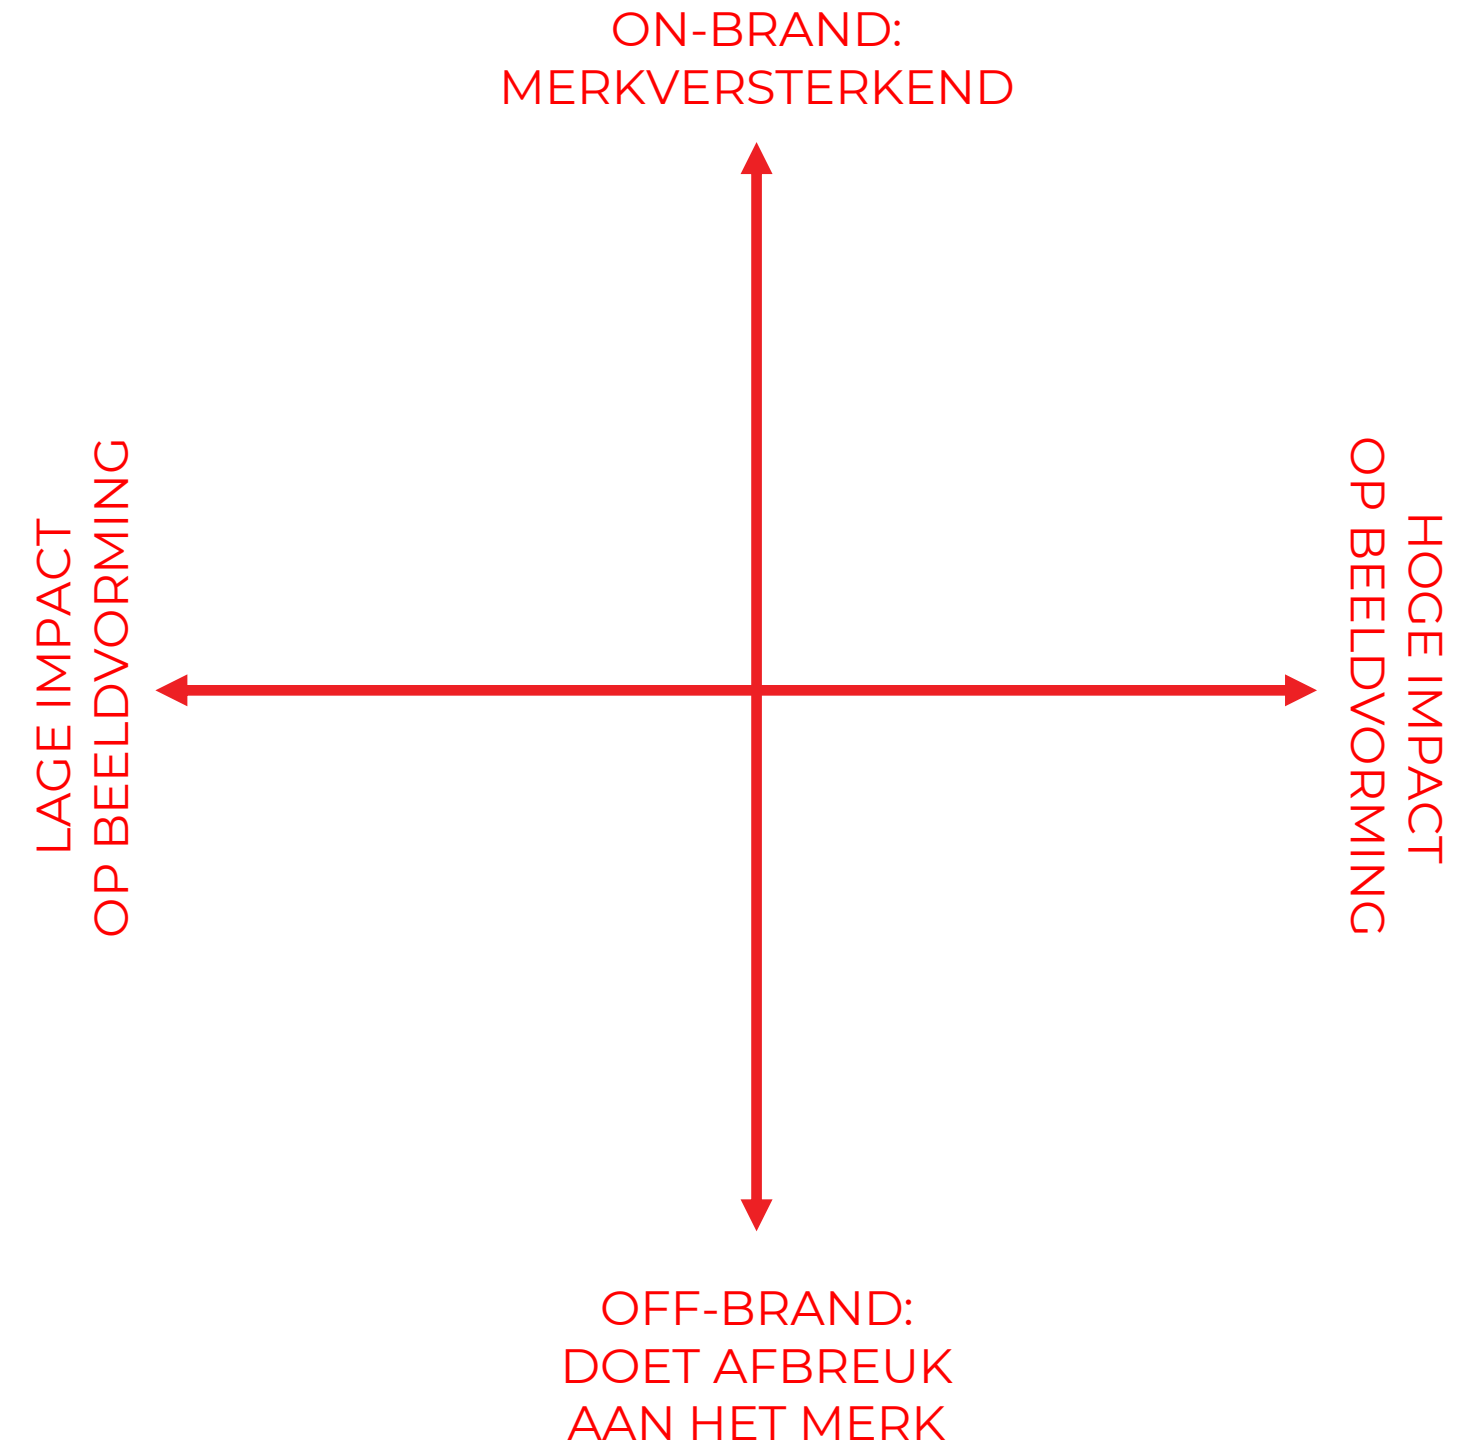 ON-BRAND:
MERKVERSTERKEND
LAGE IMPACT
OP BEELDVORMING
HOGE IMPACT
OP BEELDVORMING
OFF-BRAND:
DOET AFBREUK
AAN HET MERK